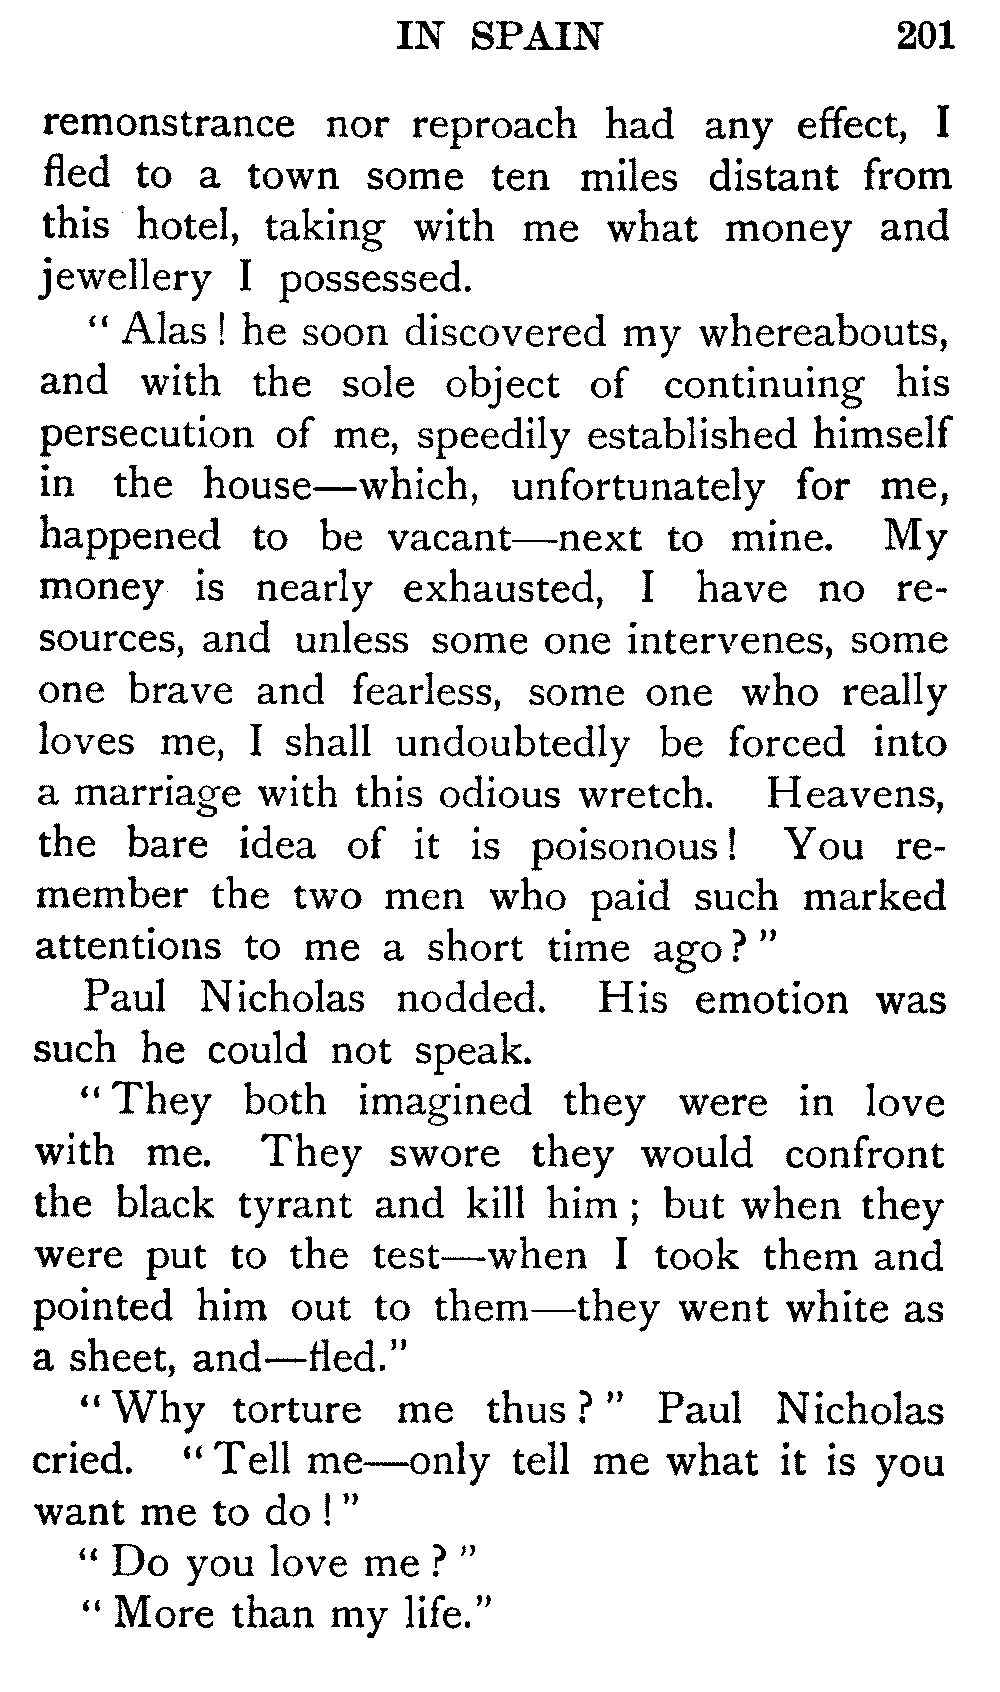 IN SPAIN 201
remonstrance nor reproach had any effect, I
fled to a town some ten miles distant from
this hotel, taking with me what money and
jewellery I possessed.
“ Alas ! he soon discovered my whereabouts,
and with the sole object of continuing his
persecution of me, speedily established himself
in the house—which, unfortunately for me,
happened to be vacant—next to mine. My
money is nearly exhausted, I have no re-
sources, and unless some one intervenes, some
one brave and fearless, some one who really
loves me, I shall undoubtedly be forced into
a marriage with this odious wretch. Heavens,
the bare idea of it is poisonous ! You re-
member the two men who paid such marked
attentions to me a short time ago ? ”
Paul Nicholas nodded. His emotion was
such he could not speak.
“ They both imagined they were in love
with me. They swore they would confront
the black tyrant and kill him ; but when they
were put to the test—when I took them and
pointed him out to them—they went white as
a sheet, and—fled.”
“ Why torture me thus ? ” Paul Nicholas
cried. “ Tell me—only tell me what it is you
want me to do ! ”
“ Do you love me ? ”
“ More than my life.”